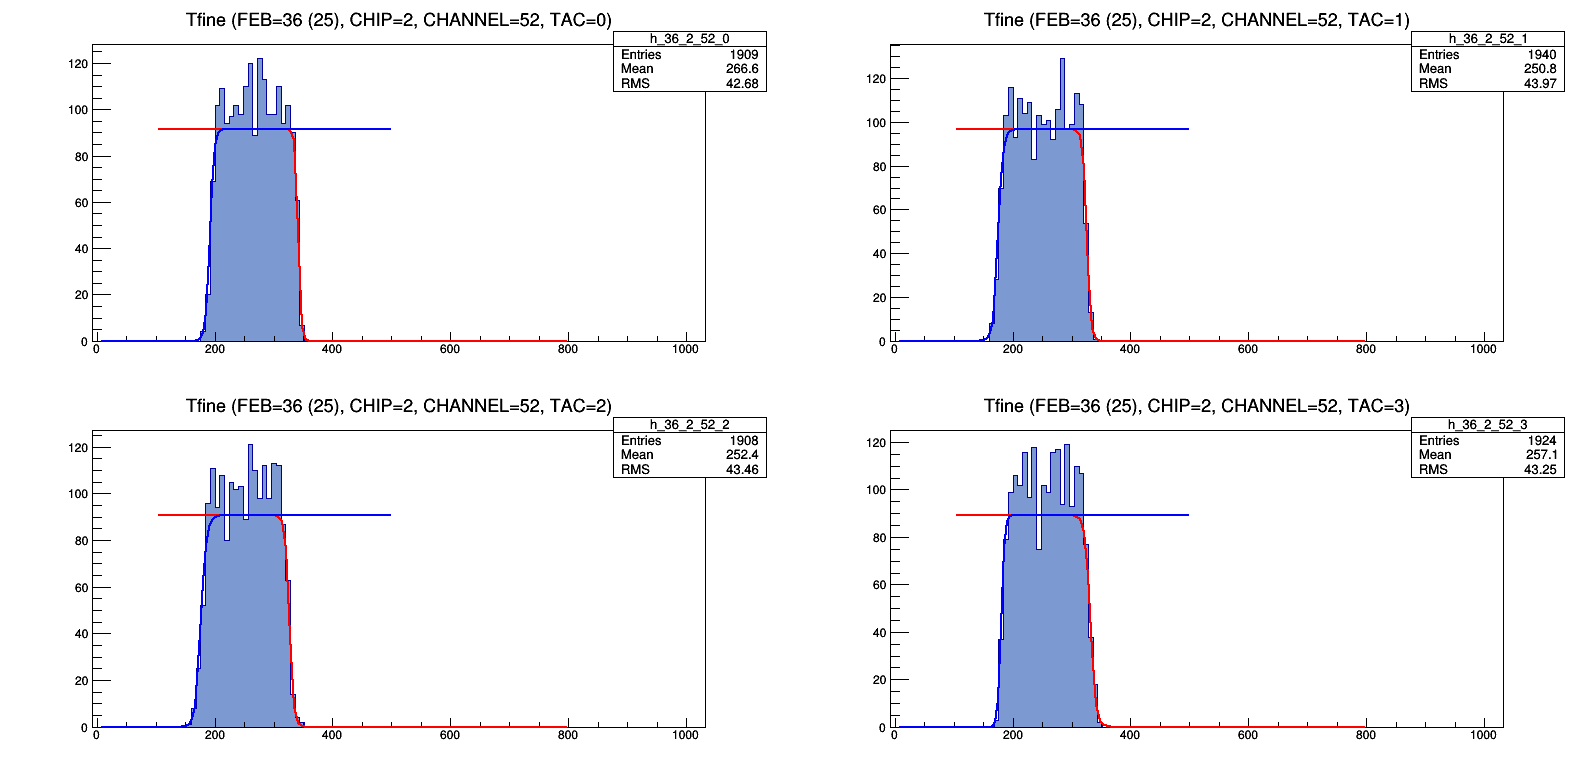 Tfine (FEB=36 (25), CHIP=2, CHANNEL=52, TAC=0)
h_36_2_52_0
Entries 1909
Mean 266.6
RMS 42.68
120
100
80
60
40
20
0
0 200 400 600 800 1000
Tfine (FEB=36 (25), CHIP=2, CHANNEL=52, TAC=1)
h_36_2_52_1
Entries 1940
Mean 250.8
RMS 43.97
120
100
80
60
40
20
0
0 200 400 600 800 1000
Tfine (FEB=36 (25), CHIP=2, CHANNEL=52, TAC=2)
h_36_2_52_2
Entries 1908
Mean 252.4
RMS 43.46
120
100
80
60
40
20
0
0 200 400 600 800 1000
Tfine (FEB=36 (25), CHIP=2, CHANNEL=52, TAC=3)
h_36_2_52_3
Entries 1924
Mean 257.1
RMS 43.25
120
100
80
60
40
20
0
0 200 400 600 800 1000